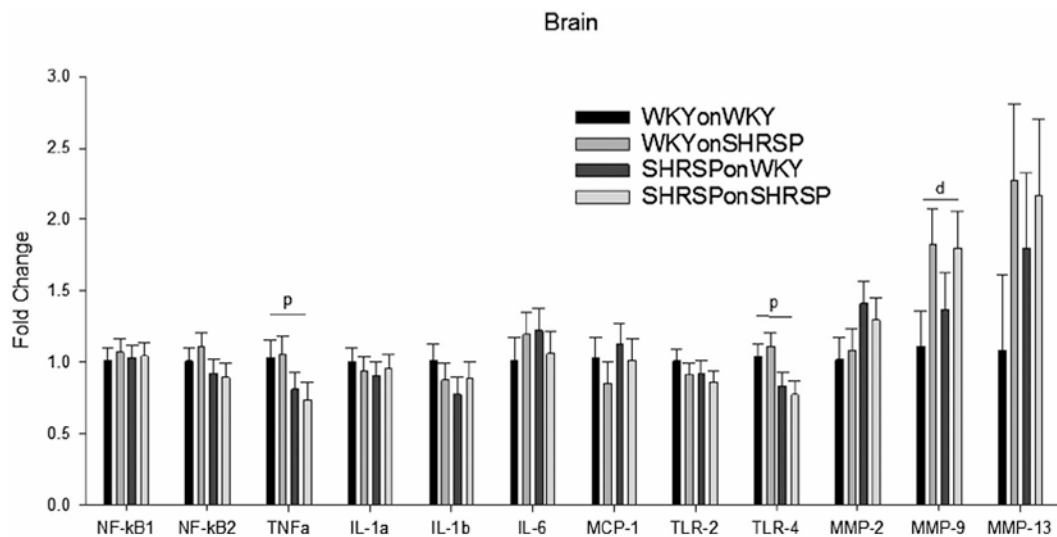 Brain
Fold Change
3.0
2.5
2.0
1.5
1.0
0.5
0.0
WKYonWKY
WKYonSHRSP
SHRSPonWKY
SHRSPonSHRSP
p
p
d
NF-kB1 NF-kB2 TNFa IL-1a IL-1b IL-6 MCP-1 TLR-2 TLR-4 MMP-2 MMP-9 MMP-13